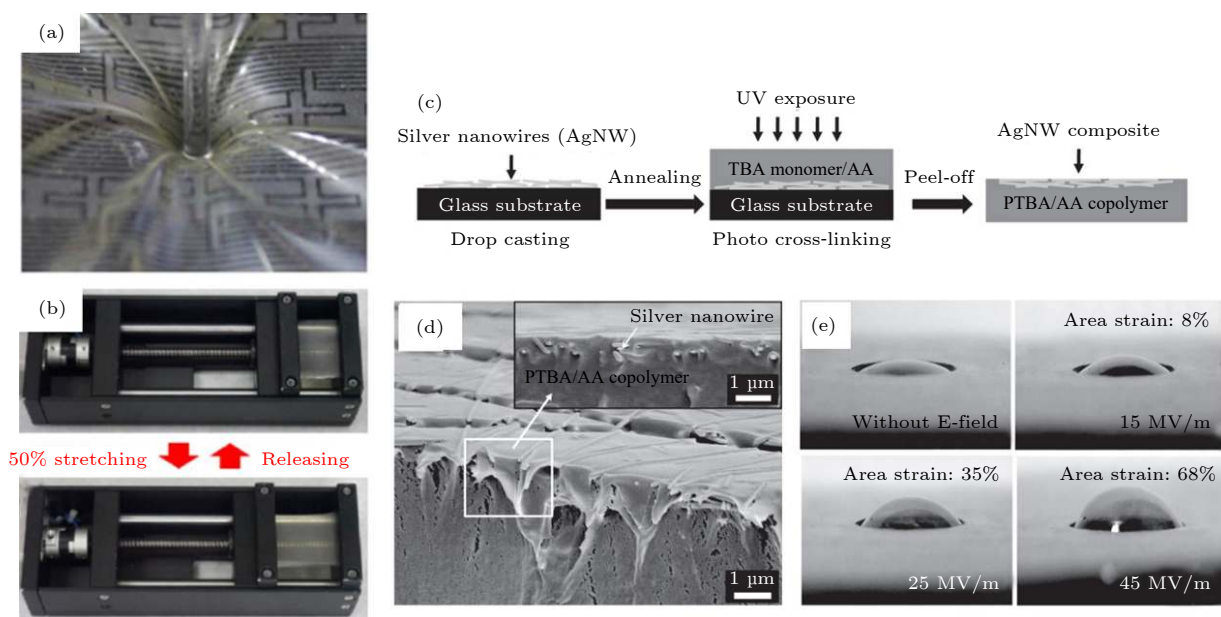 (a)
(b)
50% stretching
Releasing
(c)
Silver nanowires (AgNW)
Glass substrate
Drop casting
Annealing
UV exposure
TBA monomer/AA
Glass substrate
Photo cross-linking
Peel-off
AgNW composite
PTBA/AA copolymer
(d)
Silver nanowire
PTBA/AA copolymer
1 μm
1 μm
(e)
Without E-field
Area strain: 8%
15 MV/m
Area strain: 35%
25 MV/m
Area strain: 68%
45 MV/m